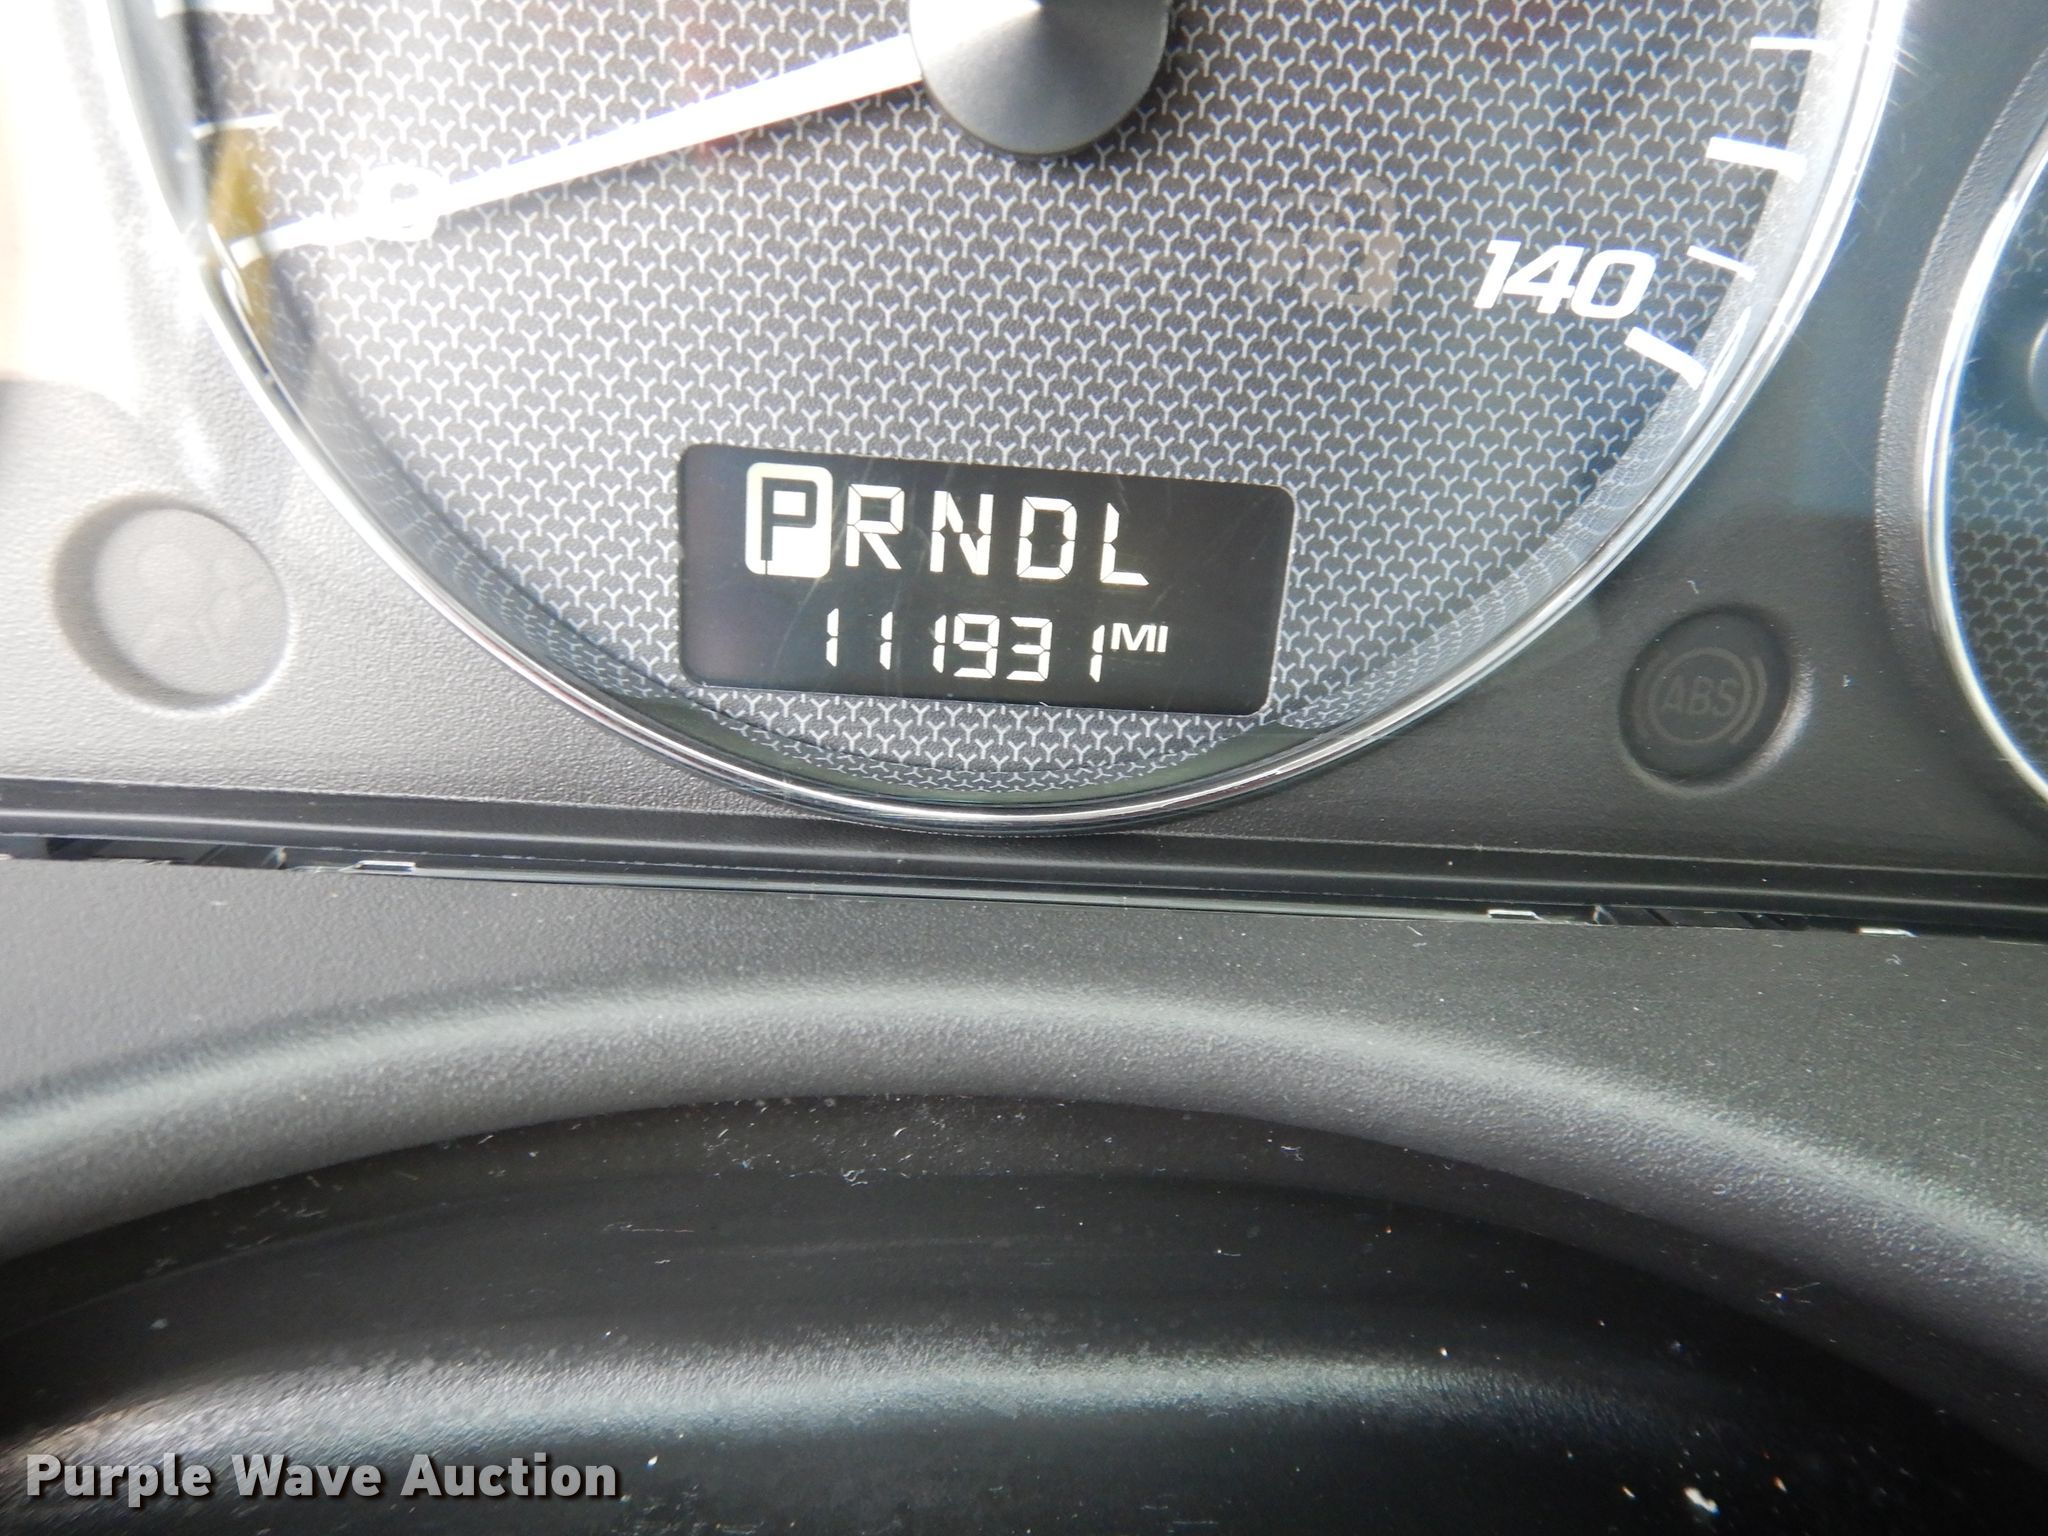 140
PRNDL
111931 MI
ABS
Purple Wave Auction